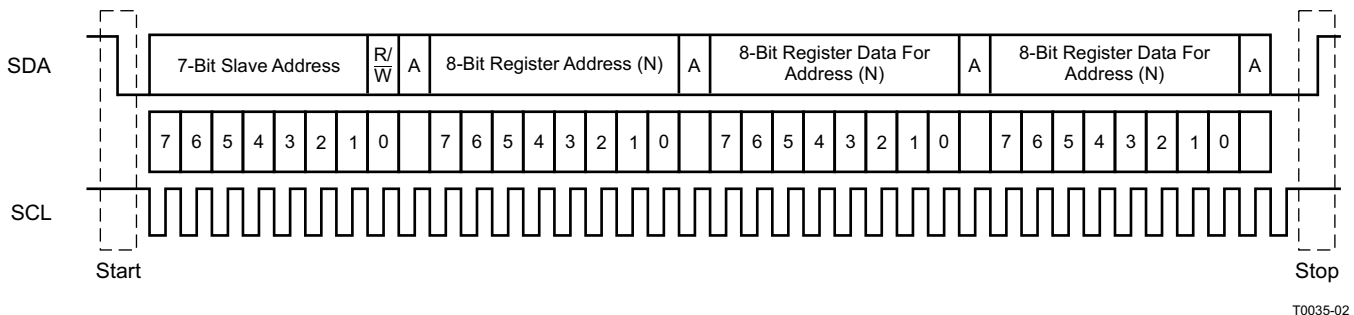 SDA
7-Bit Slave Address
R/
W
A
8-Bit Register Address (N)
A
8-Bit Register Data For
Address (N)
A
8-Bit Register Data For
Address (N)
A
7 6 5 4 3 2 1 0 7 6 5 4 3 2 1 0 7 6 5 4 3 2 1 0 7 6 5 4 3 2 1 0
SCL
Start
Stop
T0035-02